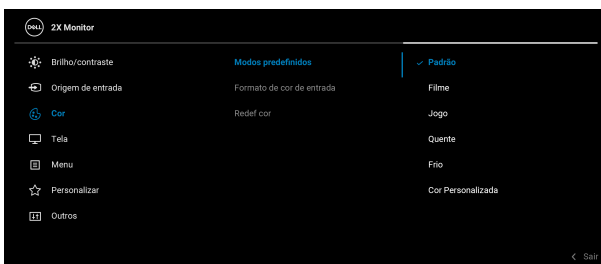 DELL 2X Monitor
Brilho/contraste Modos predefinidos Padrão
Origem de entrada Formato de cor de entrada Filme
Cor Redef cor Jogo
Tela Quente
Menu Frio
Personalizar Cor Personalizada
Outros
Sair